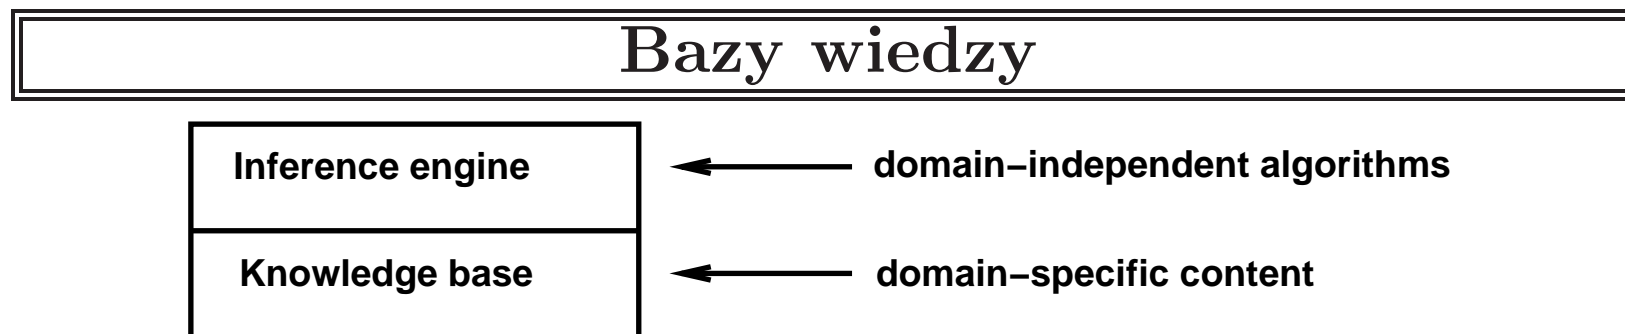 Bazy wiedzy
Inference engine domain−independent algorithms
Knowledge base domain−specific content